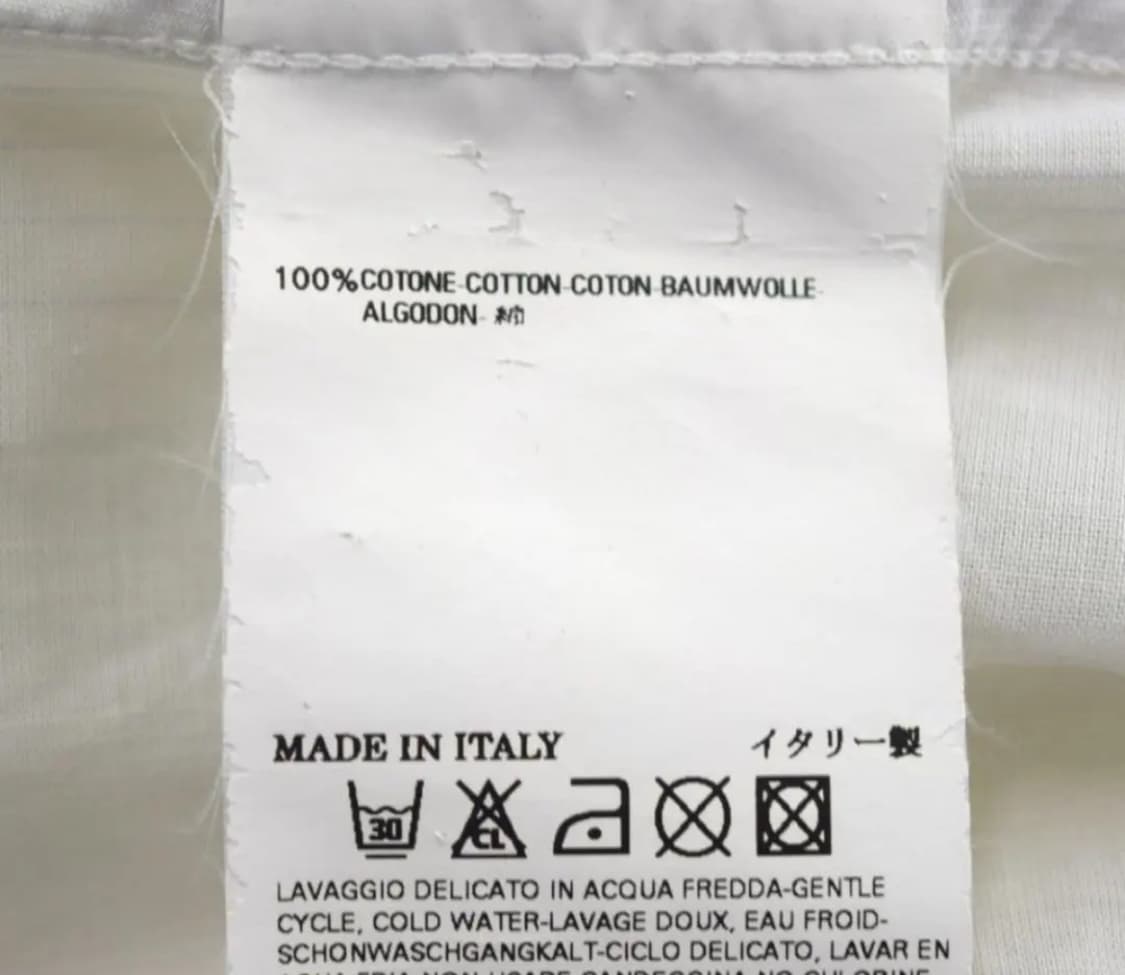 100%COTONE-COTTON-COTON-BAUMWOLLE-
ALGODON- 綿
MADE IN ITALY
イタリー製
30
CL
LAVAGGIO DELICATO IN ACQUA FREDDA-GENTLE
CYCLE, COLD WATER-LAVAGE DOUX, EAU FROID-
SCHONWASCHGANGKALT-CICLO DELICATO, LAVAR EN